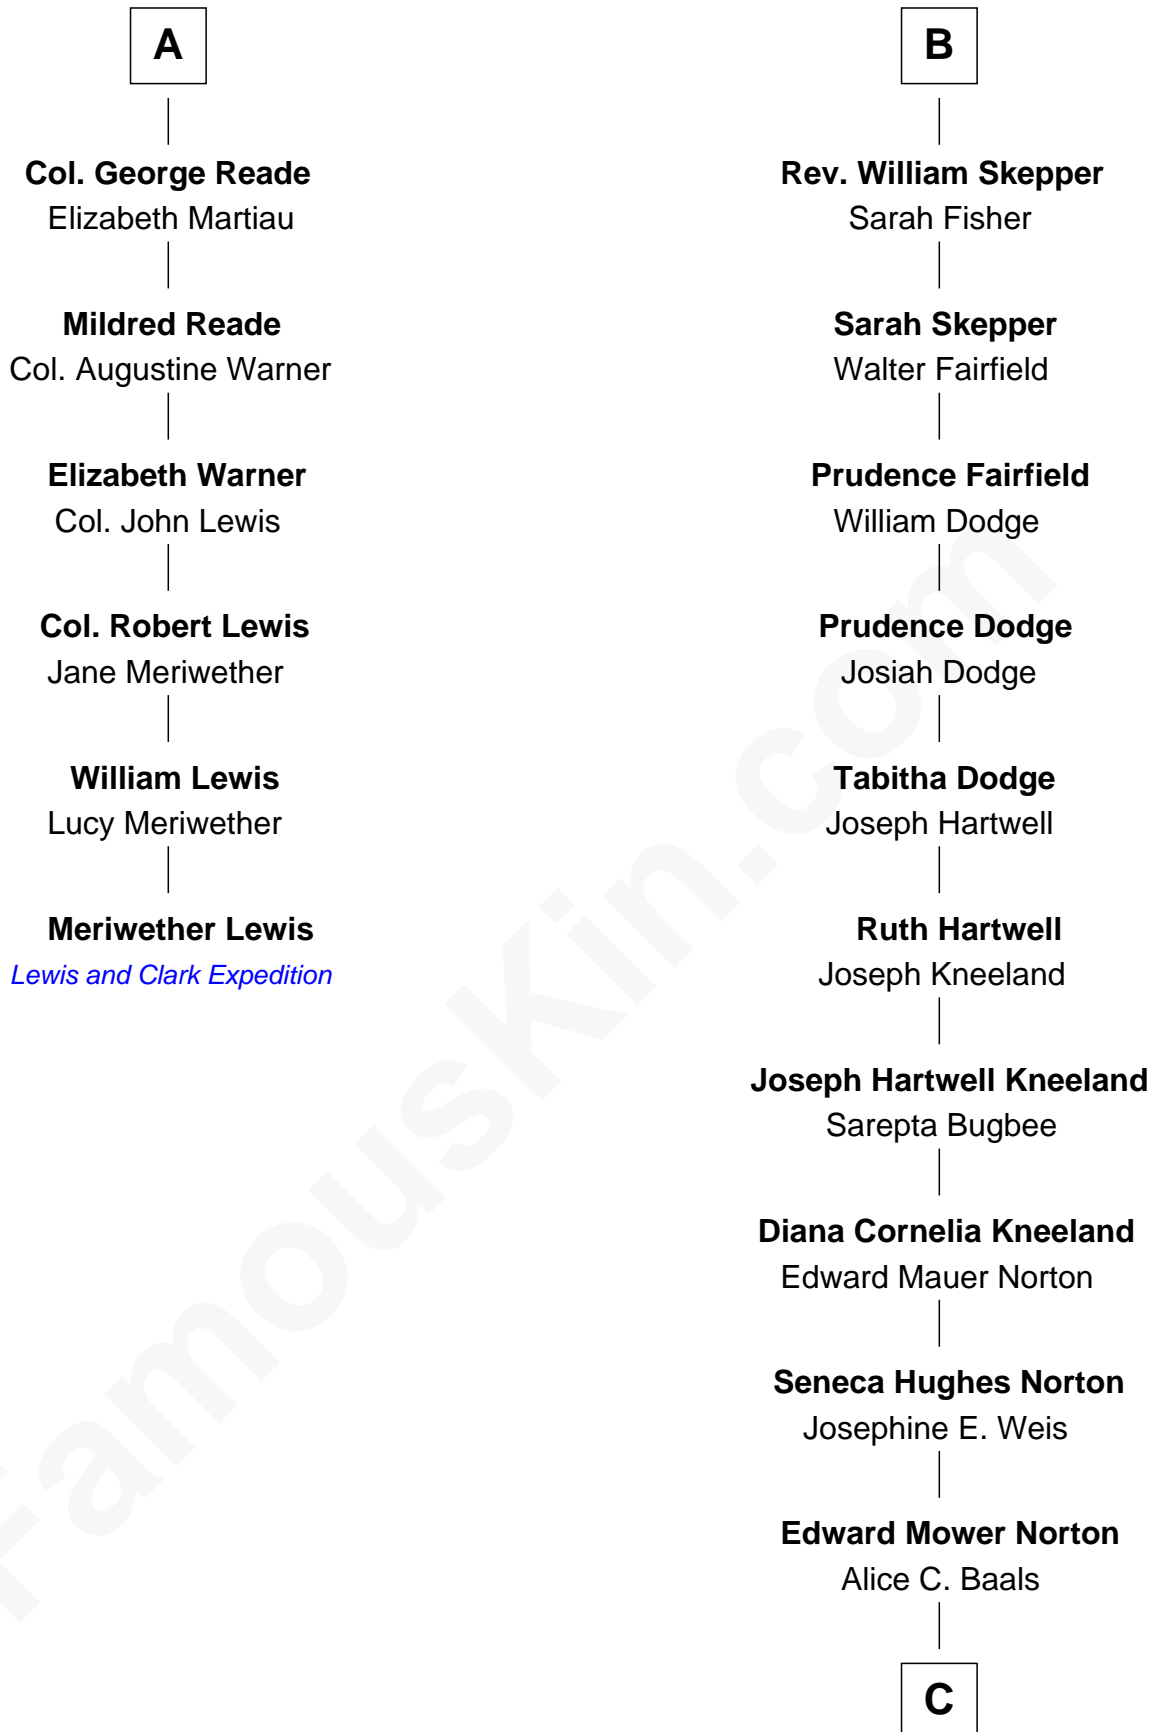 A
Col. George Reade
Elizabeth Martiau
Mildred Reade
Col. Augustine Warner
Elizabeth Warner
Col. John Lewis
Col. Robert Lewis
Jane Meriwether
William Lewis
Lucy Meriwether
Meriwether Lewis
Lewis and Clark Expedition
B
Rev. William Skepper
Sarah Fisher
Sarah Skepper
Walter Fairfield
Prudence Fairfield
William Dodge
Prudence Dodge
Josiah Dodge
Tabitha Dodge
Joseph Hartwell
Ruth Hartwell
Joseph Kneeland
Joseph Hartwell Kneeland
Sarepta Bugbee
Diana Cornelia Kneeland
Edward Mauer Norton
Seneca Hughes Norton
Josephine E. Weis
Edward Mower Norton
Alice C. Baals
C
FamousKin.com